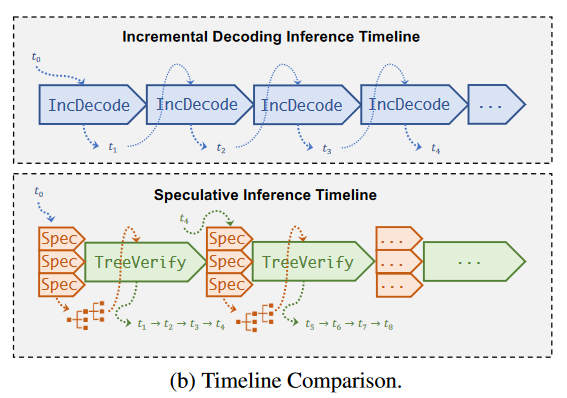 Incremental Decoding Inference Timeline
t₀
IncDecode IncDecode IncDecode IncDecode ...
t₁ t₂ t₃ t₄
Speculative Inference Timeline
t₀ t₄
Spec Spec ...
Spec TreeVerify Spec TreeVerify ... ...
Spec Spec ...
t₁ → t₂ → t₃ → t₄ t₅ → t₆ → t₇ → t₈
(b) Timeline Comparison.